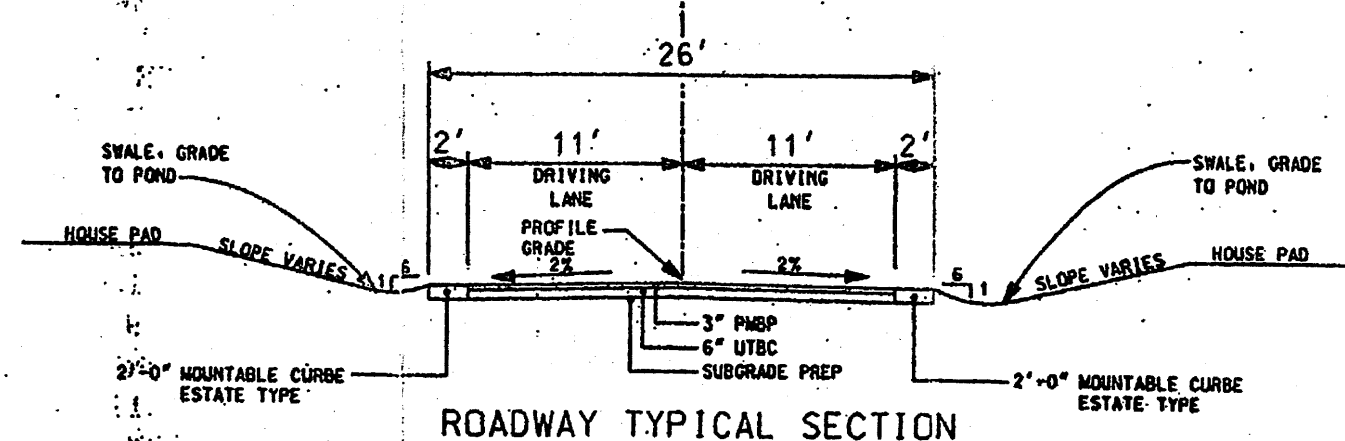 26'
2'
11'
11'
2'
DRIVING
LANE
DRIVING
LANE
SWALE, GRADE
TO POND
SWALE, GRADE
TO POND
PROFILE
GRADE
HOUSE PAD
SLOPE VARIES
1
6
2%
2%
6
1
SLOPE VARIES
HOUSE PAD
3" PMBP
6" UTBC
SUBGRADE PREP
2'-0" MOUNTABLE CURBE
ESTATE TYPE
2'-0" MOUNTABLE CURBE
ESTATE TYPE
ROADWAY TYPICAL SECTION